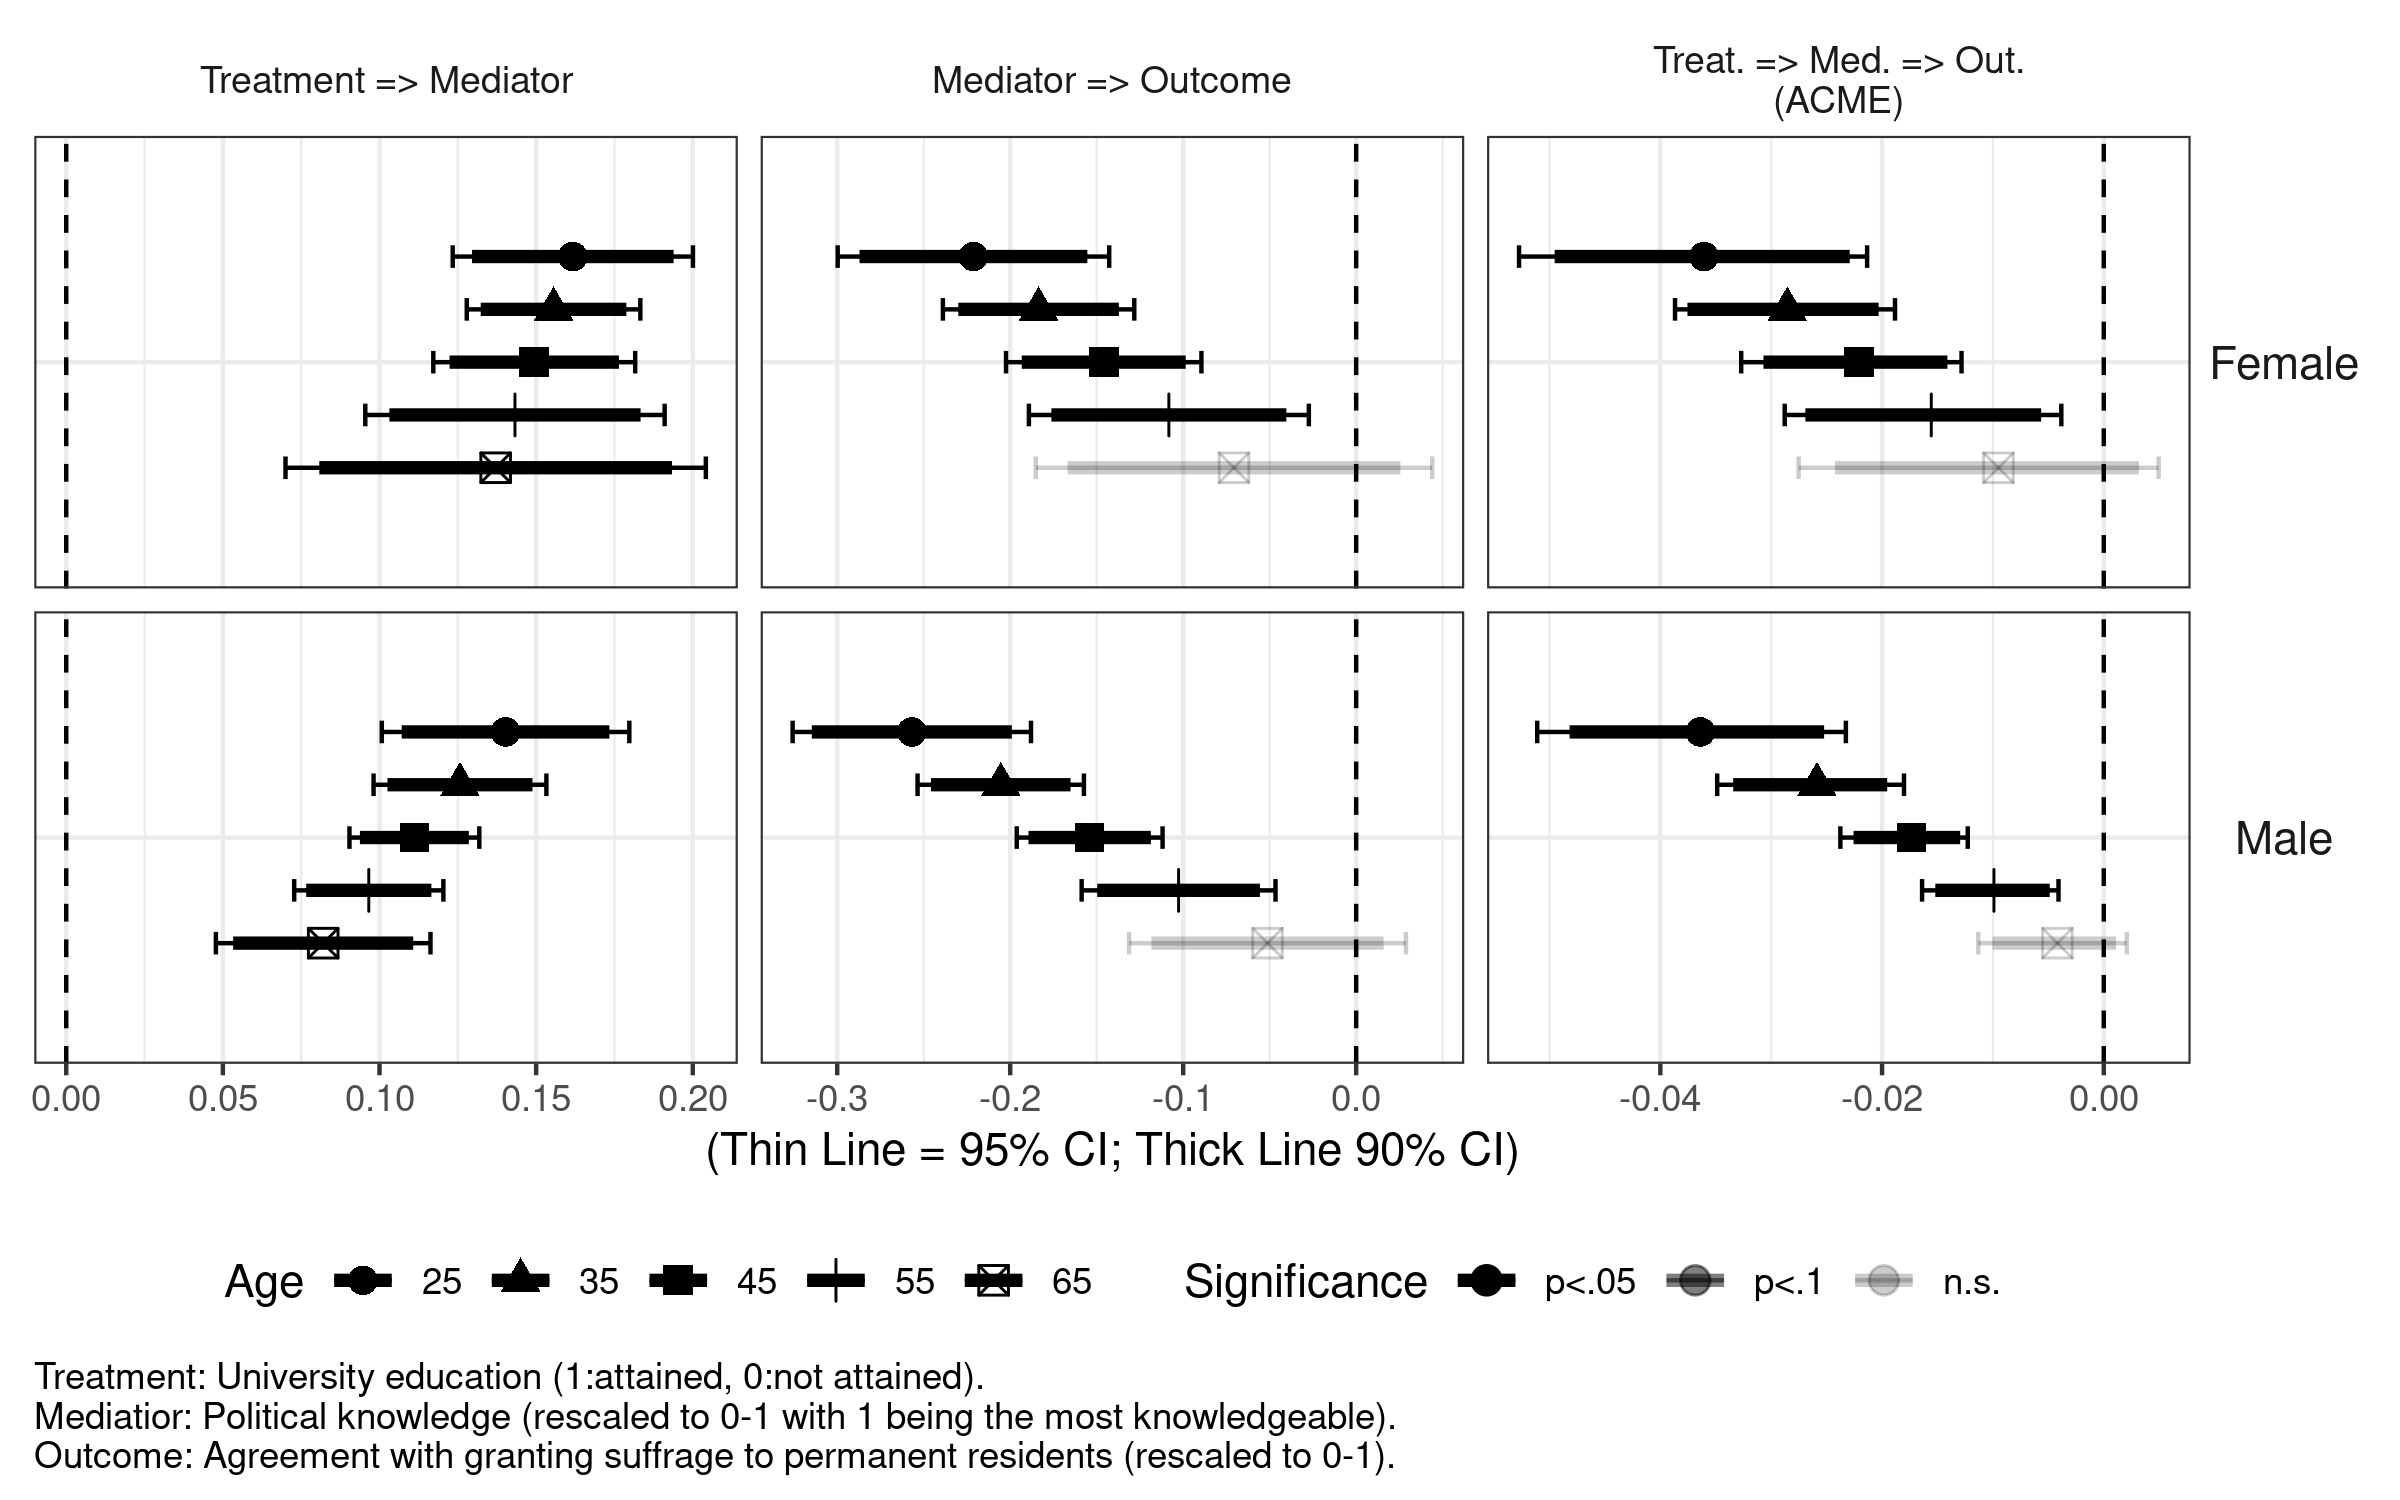 Treatment => Mediator
Mediator => Outcome
Treat. => Med. => Out.
(ACME)
Female
Male
0.00 0.05 0.10 0.15 0.20
-0.3 -0.2 -0.1 0.0
-0.04 -0.02 0.00
(Thin Line = 95% CI; Thick Line 90% CI)
Age 25 35 45 55 65
Significance p<.05 p<.1 n.s.
Treatment: University education (1:attained, 0:not attained).
Mediatior: Political knowledge (rescaled to 0-1 with 1 being the most knowledgeable).
Outcome: Agreement with granting suffrage to permanent residents (rescaled to 0-1).